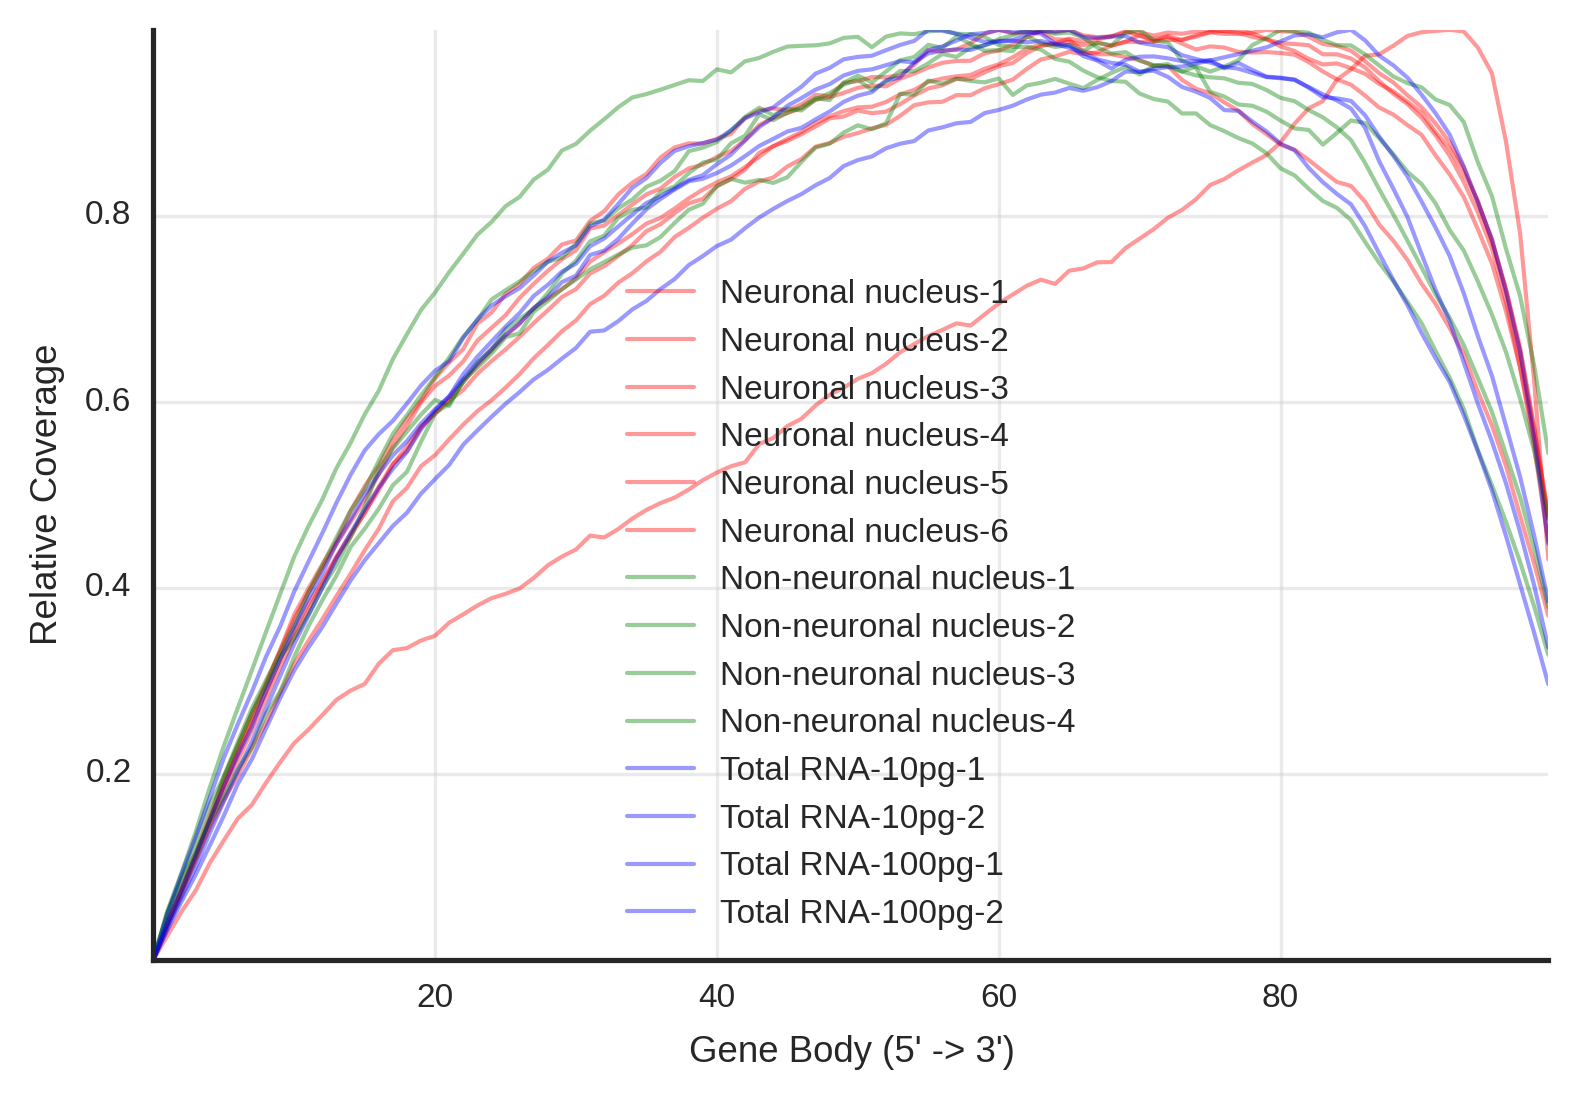 0.8
0.6
0.4
0.2
Relative Coverage
Neuronal nucleus-1
Neuronal nucleus-2
Neuronal nucleus-3
Neuronal nucleus-4
Neuronal nucleus-5
Neuronal nucleus-6
Non-neuronal nucleus-1
Non-neuronal nucleus-2
Non-neuronal nucleus-3
Non-neuronal nucleus-4
Total RNA-10pg-1
Total RNA-10pg-2
Total RNA-100pg-1
Total RNA-100pg-2
20 40 60 80
Gene Body (5' -> 3')